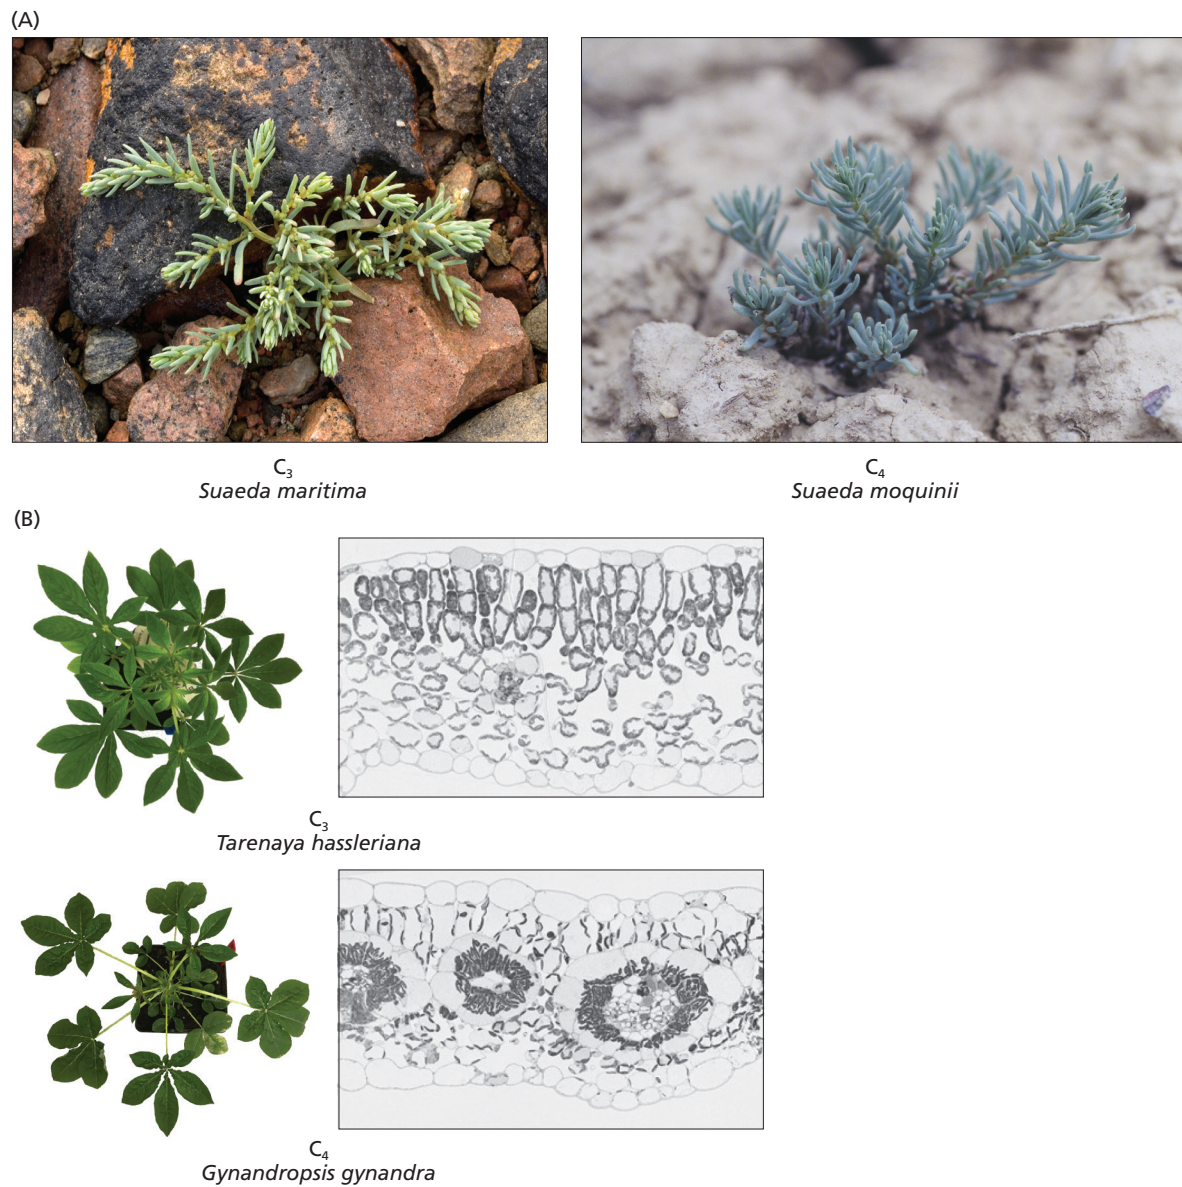 (A)
C₃
Suaeda maritima
C₄
Suaeda moquinii
(B)
C₃
Tarenaya hassleriana
C₄
Gynandropsis gynandra